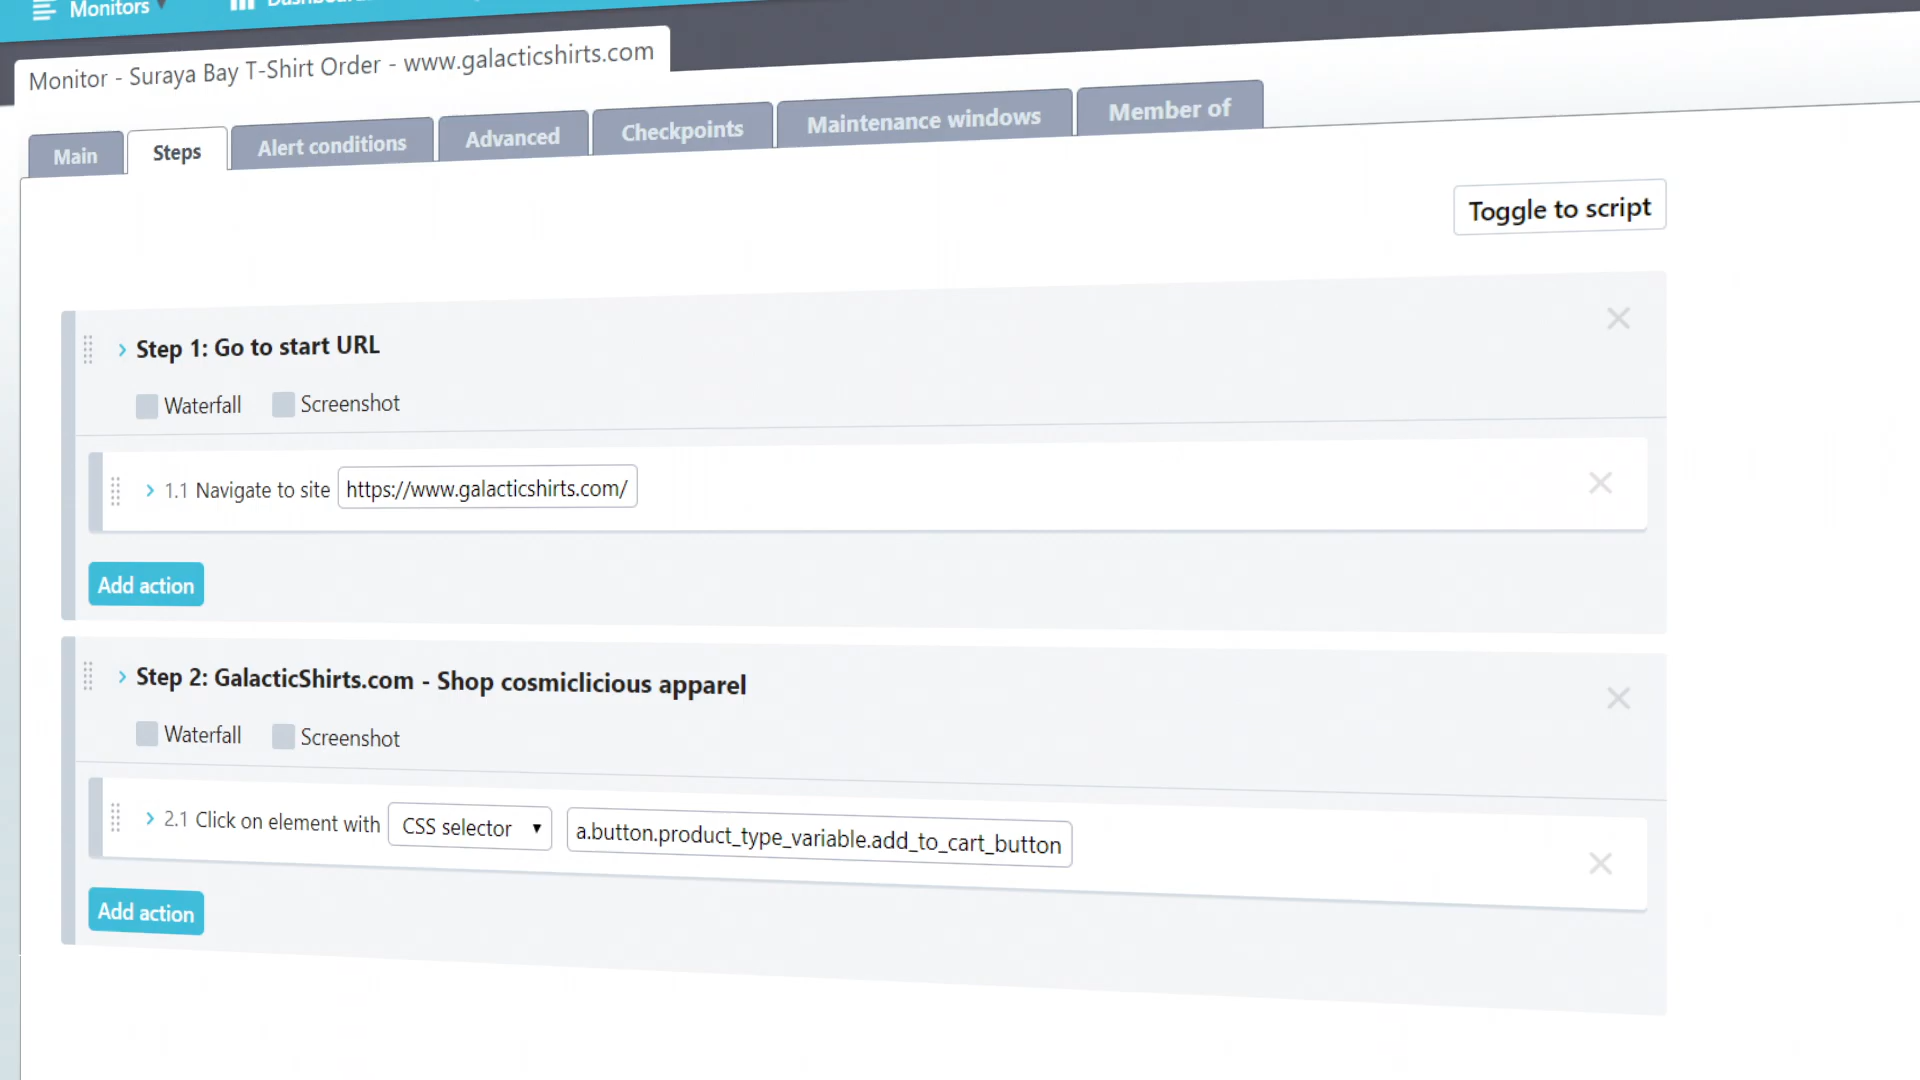 Monitors
Monitor - Suraya Bay T-Shirt Order - www.galacticshirts.com
Main
Steps
Alert conditions
Advanced
Checkpoints
Maintenance windows
Member of
Toggle to script
Step 1: Go to start URL
Waterfall
Screenshot
1.1 Navigate to site https://www.galacticshirts.com/
Add action
Step 2: GalacticShirts.com - Shop cosmiclicious apparel
Waterfall
Screenshot
2.1 Click on element with CSS selector a.button.product_type_variable.add_to_cart_button
Add action